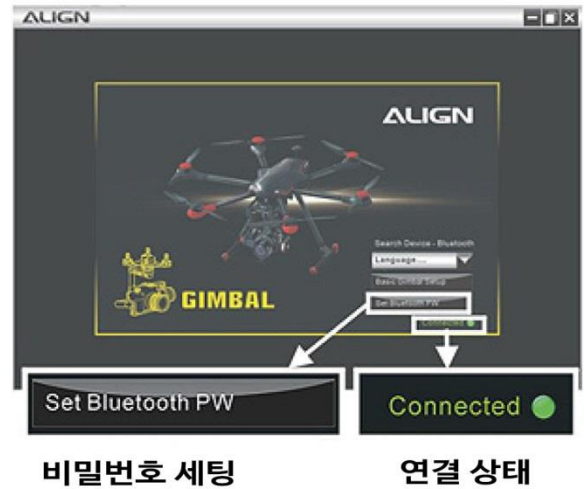 ALIGN
ALIGN
Search Device - Bluetooth
Language...
Basic Gimbal Setup
Set Bluetooth PW
Connected
GIMBAL
Set Bluetooth PW
Connected
비밀번호 세팅
연결 상태